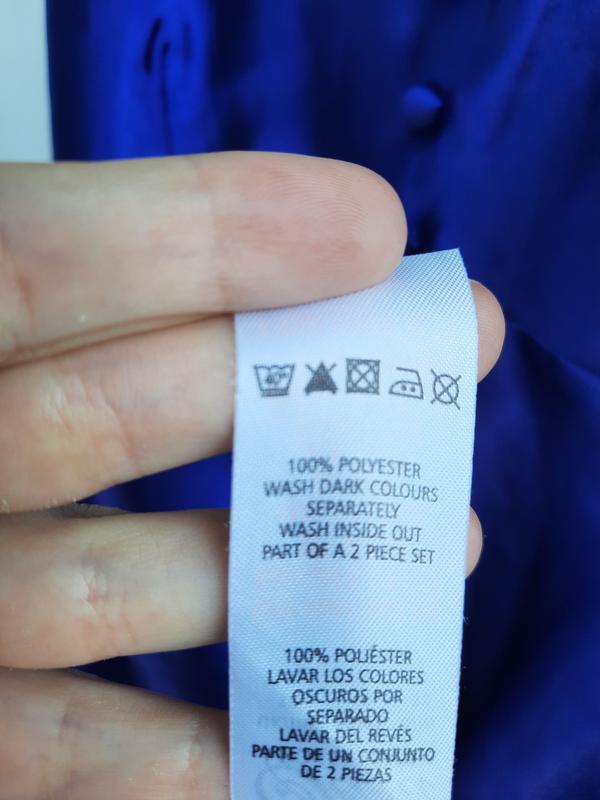 40°
100% POLYESTER
WASH DARK COLOURS
SEPARATELY
WASH INSIDE OUT
PART OF A 2 PIECE SET
100% POLIÉSTER
LAVAR LOS COLORES
OSCUROS POR
SEPARADO
LAVAR DEL REVÉS
PARTE DE UN CONJUNTO
DE 2 PIEZAS